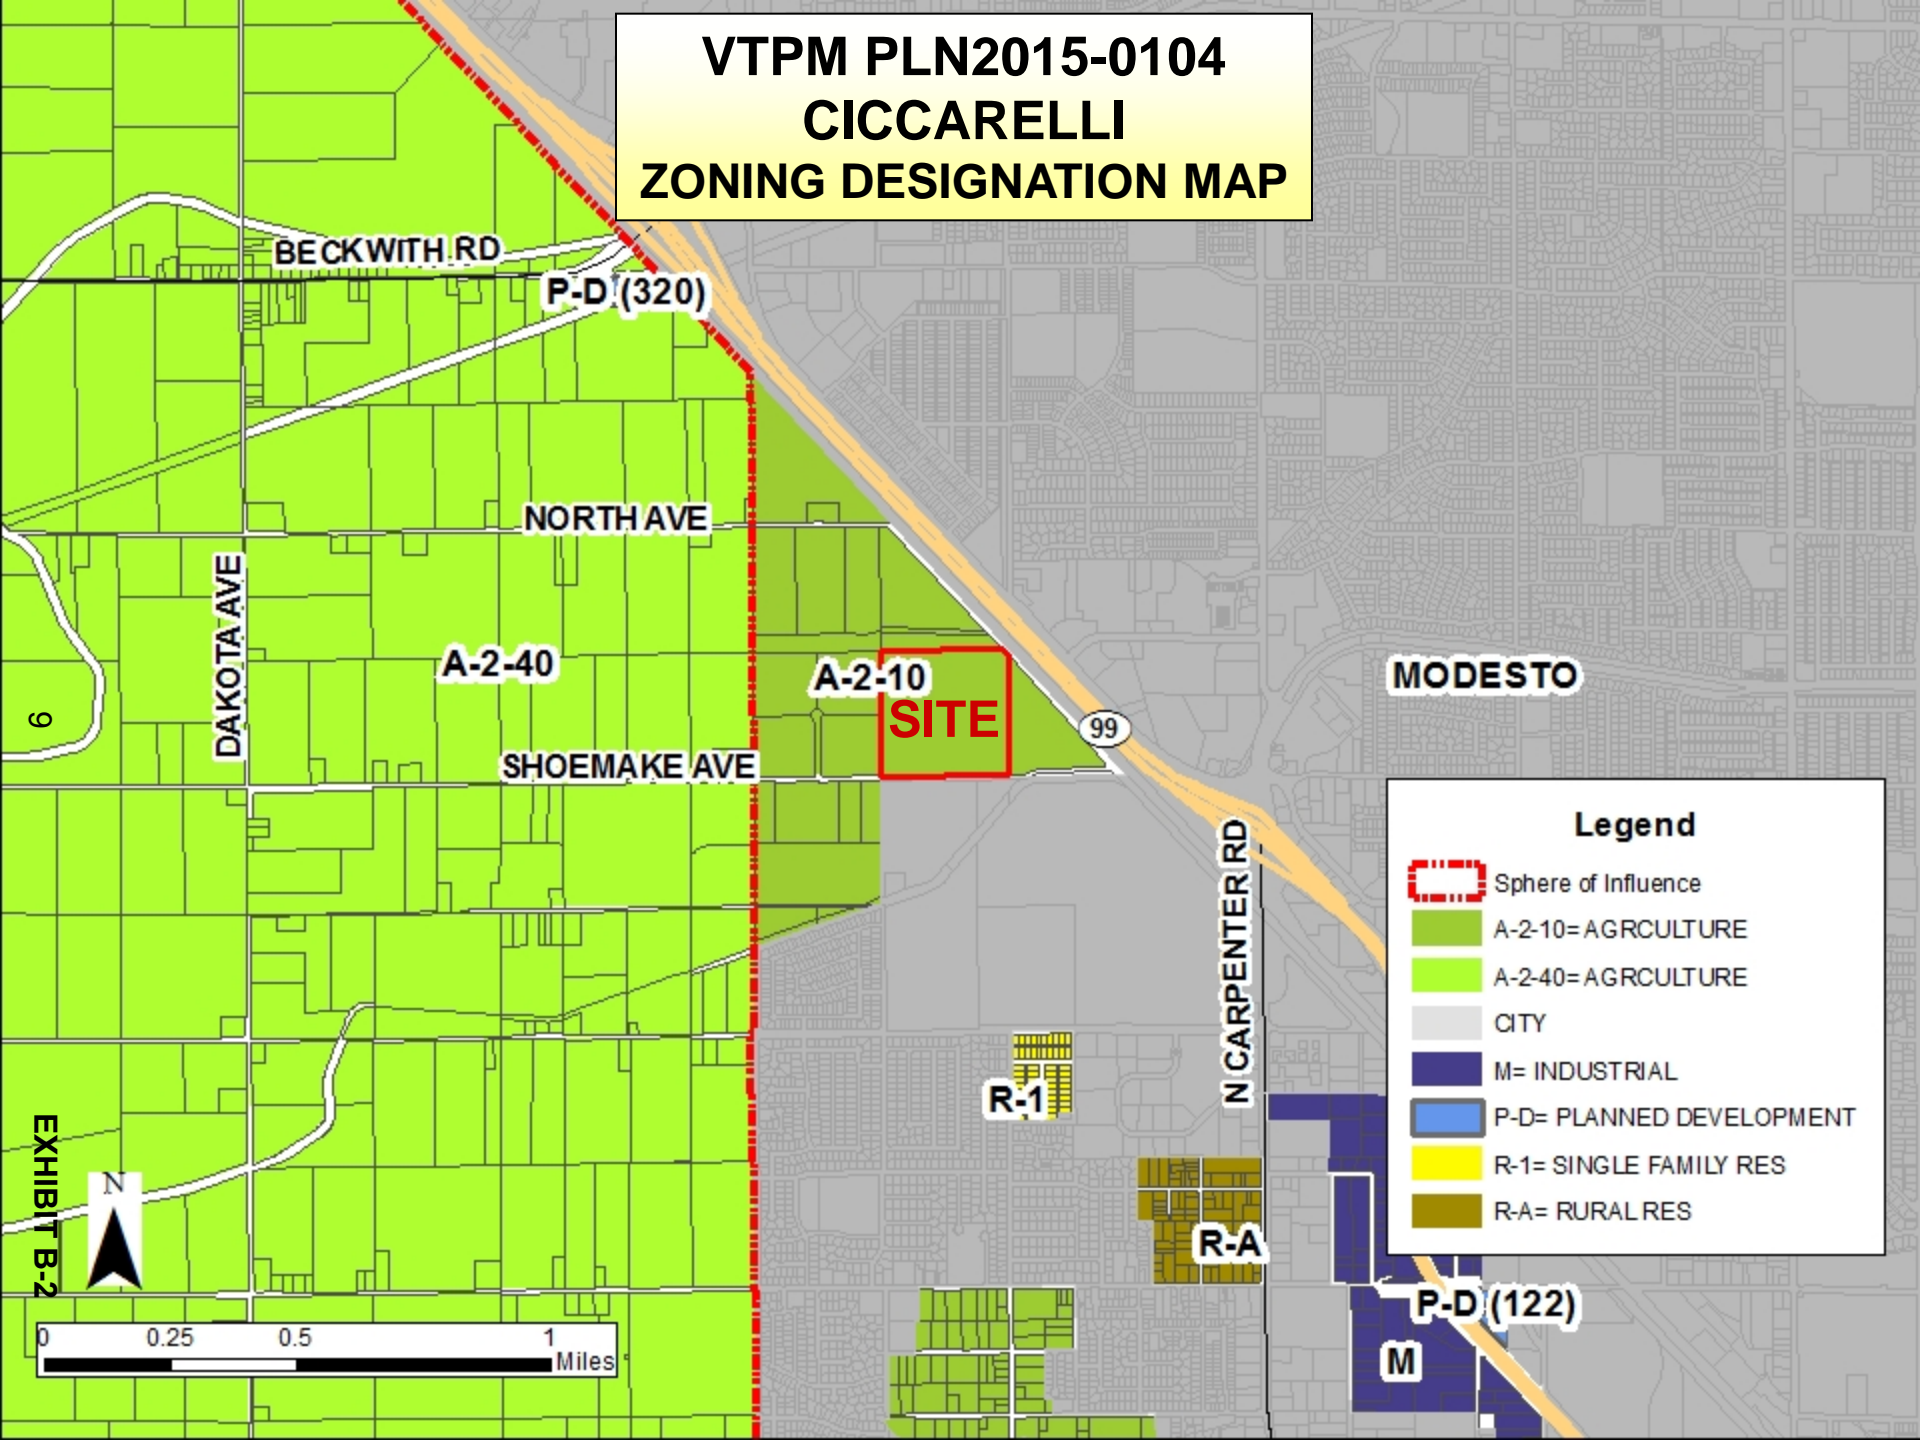 VTPM PLN2015-0104
CICCARELLI
ZONING DESIGNATION MAP
BECKWITH RD
P-D (320)
NORTH AVE
DAKOTA AVE
A-2-40
A-2-10
SITE
MODESTO
99
SHOEMAKE AVE
N CARPENTER RD
R-1
R-A
P-D (122)
M
Legend
Sphere of Influence
A-2-10= AGRCULTURE
A-2-40= AGRCULTURE
CITY
M= INDUSTRIAL
P-D= PLANNED DEVELOPMENT
R-1= SINGLE FAMILY RES
R-A= RURAL RES
9
EXHIBIT B-2
N
0 0.25 0.5 1
Miles